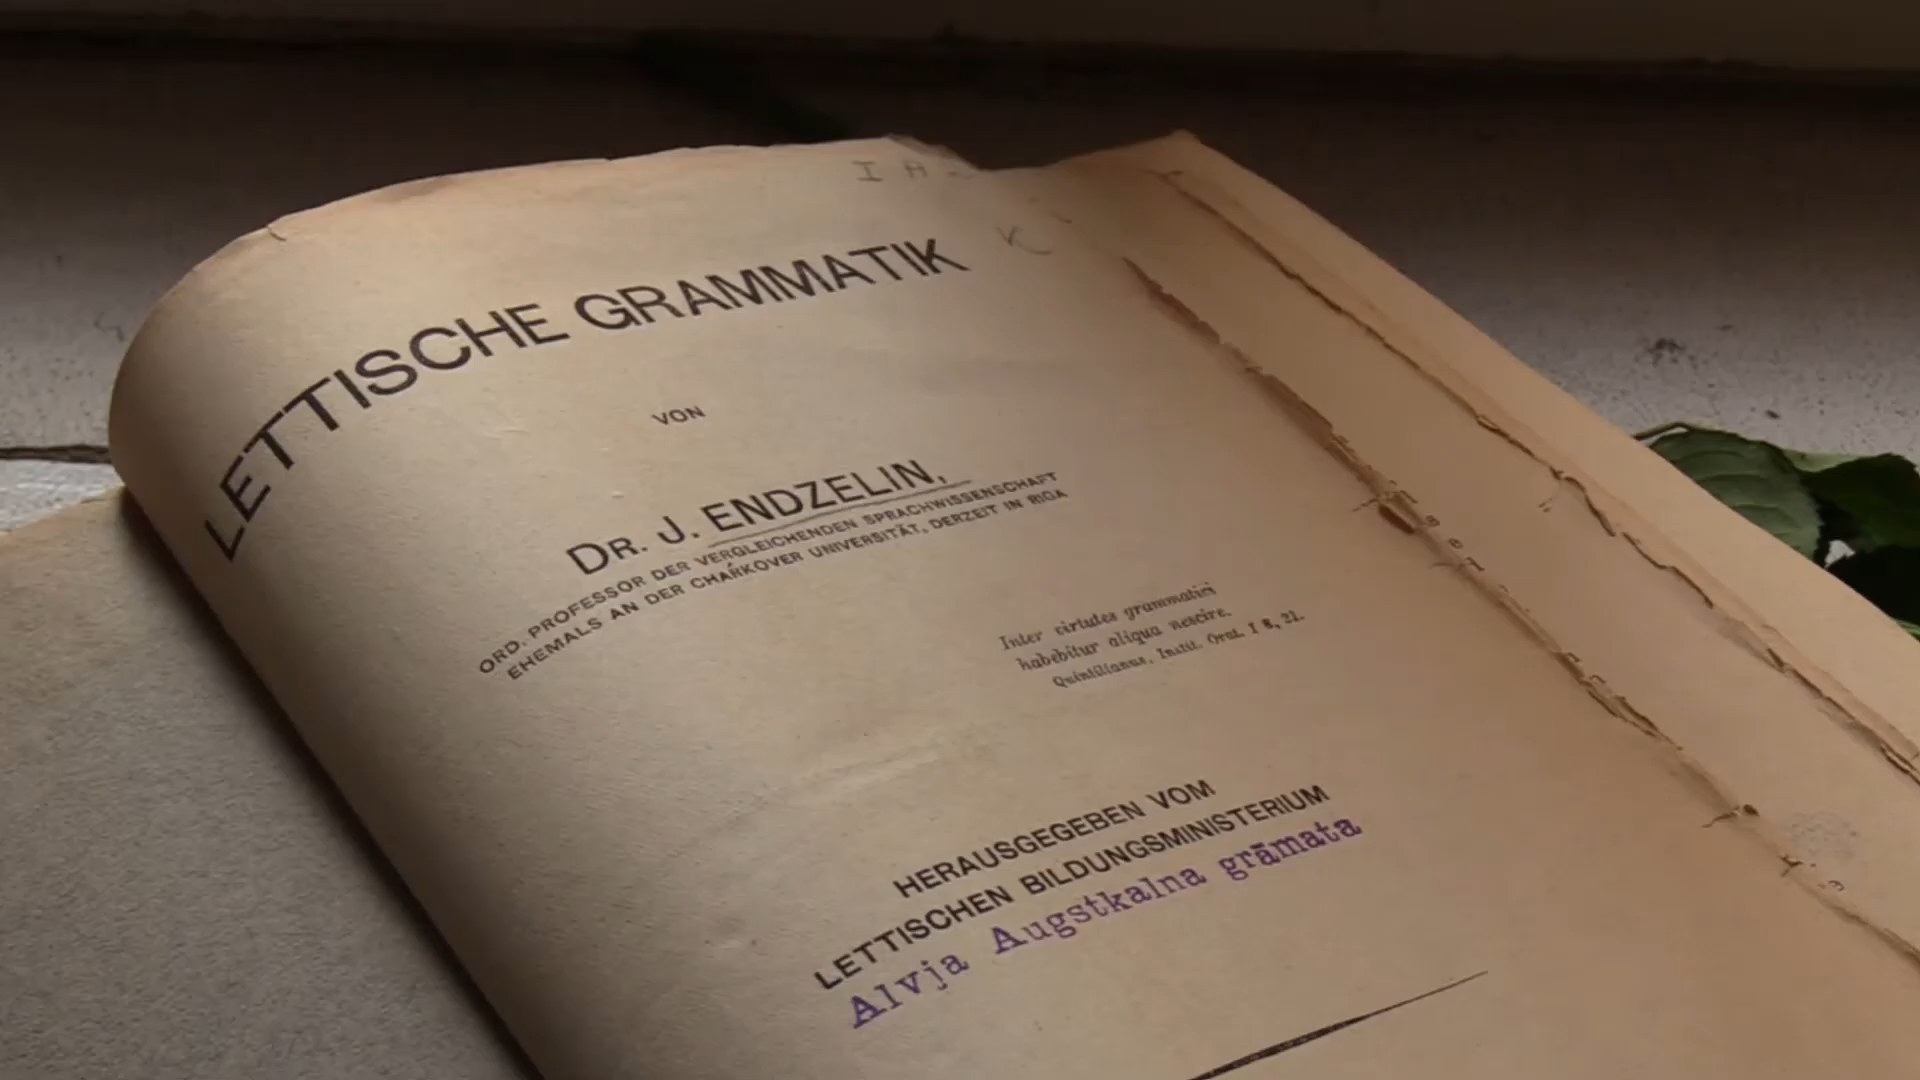 I A
K
LETTISCHE GRAMMATIK
VON
DR. J. ENDZELIN,
ORD. PROFESSOR DER VERGLEICHENDEN SPRACHWISSENSCHAFT
EHEMALS AN DER CHAŔKOVER UNIVERSITÄT, DERZEIT IN RIGA
Inter virtutes grammatici
habebitur aliqua nescire.
Quintilianus, Instit. Orat. I 8, 21.
HERAUSGEGEBEN VOM
LETTISCHEN BILDUNGSMINISTERIUM
Alvja Augstkalna grāmata